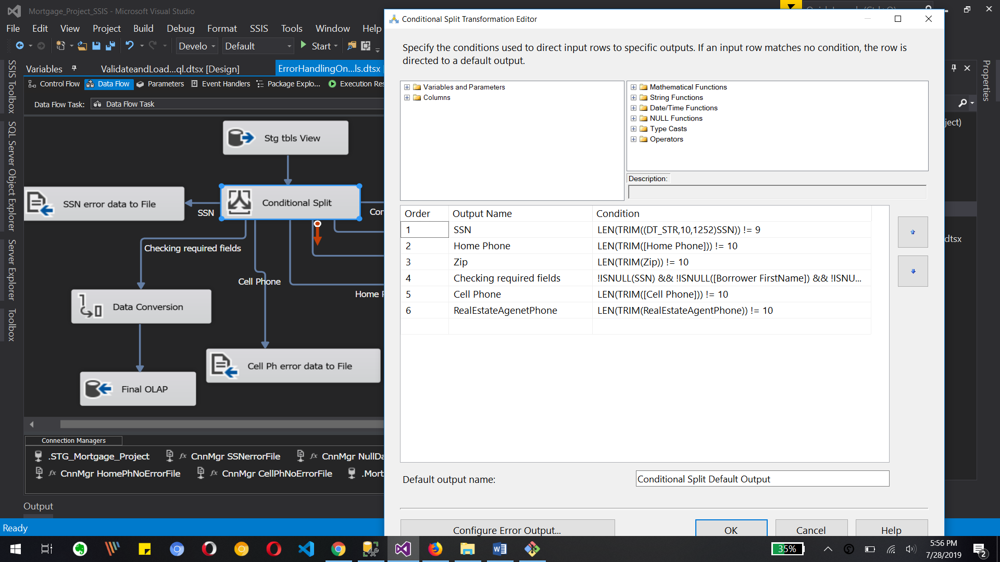 Mortgage_Project_SSIS - Microsoft Visual Studio
File Edit View Project Build Debug Format SSIS Tools Window Help
Develo Default Start
Variables ValidateandLoad...ql.dtsx [Design] ErrorHandlingOn...ls.dtsx
Control Flow Data Flow Parameters Event Handlers Package Explo... Execution Res
Data Flow Task: Data Flow Task
SSIS Toolbox
SQL Server Object Explorer
Server Explorer
Toolbox
Stg tbls View
SSN error data to File
SSN
Conditional Split
Checking required fields
Cell Phone
Data Conversion
Cell Ph error data to File
Final OLAP
Connection Managers
.STG_Mortgage_Project CnnMgr SSNerrorFile
CnnMgr HomePhNoErrorFile CnnMgr CellPhNoErrorFile
Output
Ready
Conditional Split Transformation Editor
Specify the conditions used to direct input rows to specific outputs. If an input row matches no condition, the row is
directed to a default output.
Variables and Parameters
Columns
Mathematical Functions
String Functions
Date/Time Functions
NULL Functions
Type Casts
Operators
Description:
Order Output Name Condition
1 SSN LEN(TRIM((DT_STR,10,1252)SSN)) != 9
2 Home Phone LEN(TRIM([Home Phone])) != 10
3 Zip LEN(TRIM(Zip)) != 10
4 Checking required fields !ISNULL(SSN) && !ISNULL([Borrower FirstName]) && !ISNU...
5 Cell Phone LEN(TRIM([Cell Phone])) != 10
6 RealEstateAgenetPhone LEN(TRIM(RealEstateAgentPhone)) != 10
Default output name: Conditional Split Default Output
Configure Error Output... OK Cancel Help
Properties
ject)
dtsx
35%
5:56 PM
7/28/2019
2